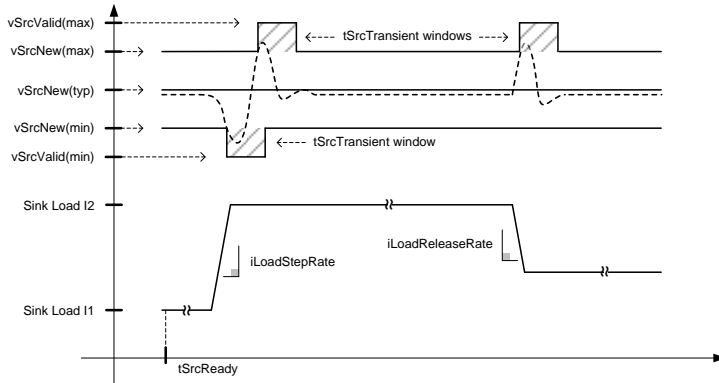 vSrcValid(max)
tSrcTransient windows
vSrcNew(max)
vSrcNew(typ)
vSrcNew(min)
tSrcTransient window
vSrcValid(min)
Sink Load I2
iLoadReleaseRate
iLoadStepRate
Sink Load I1
tSrcReady